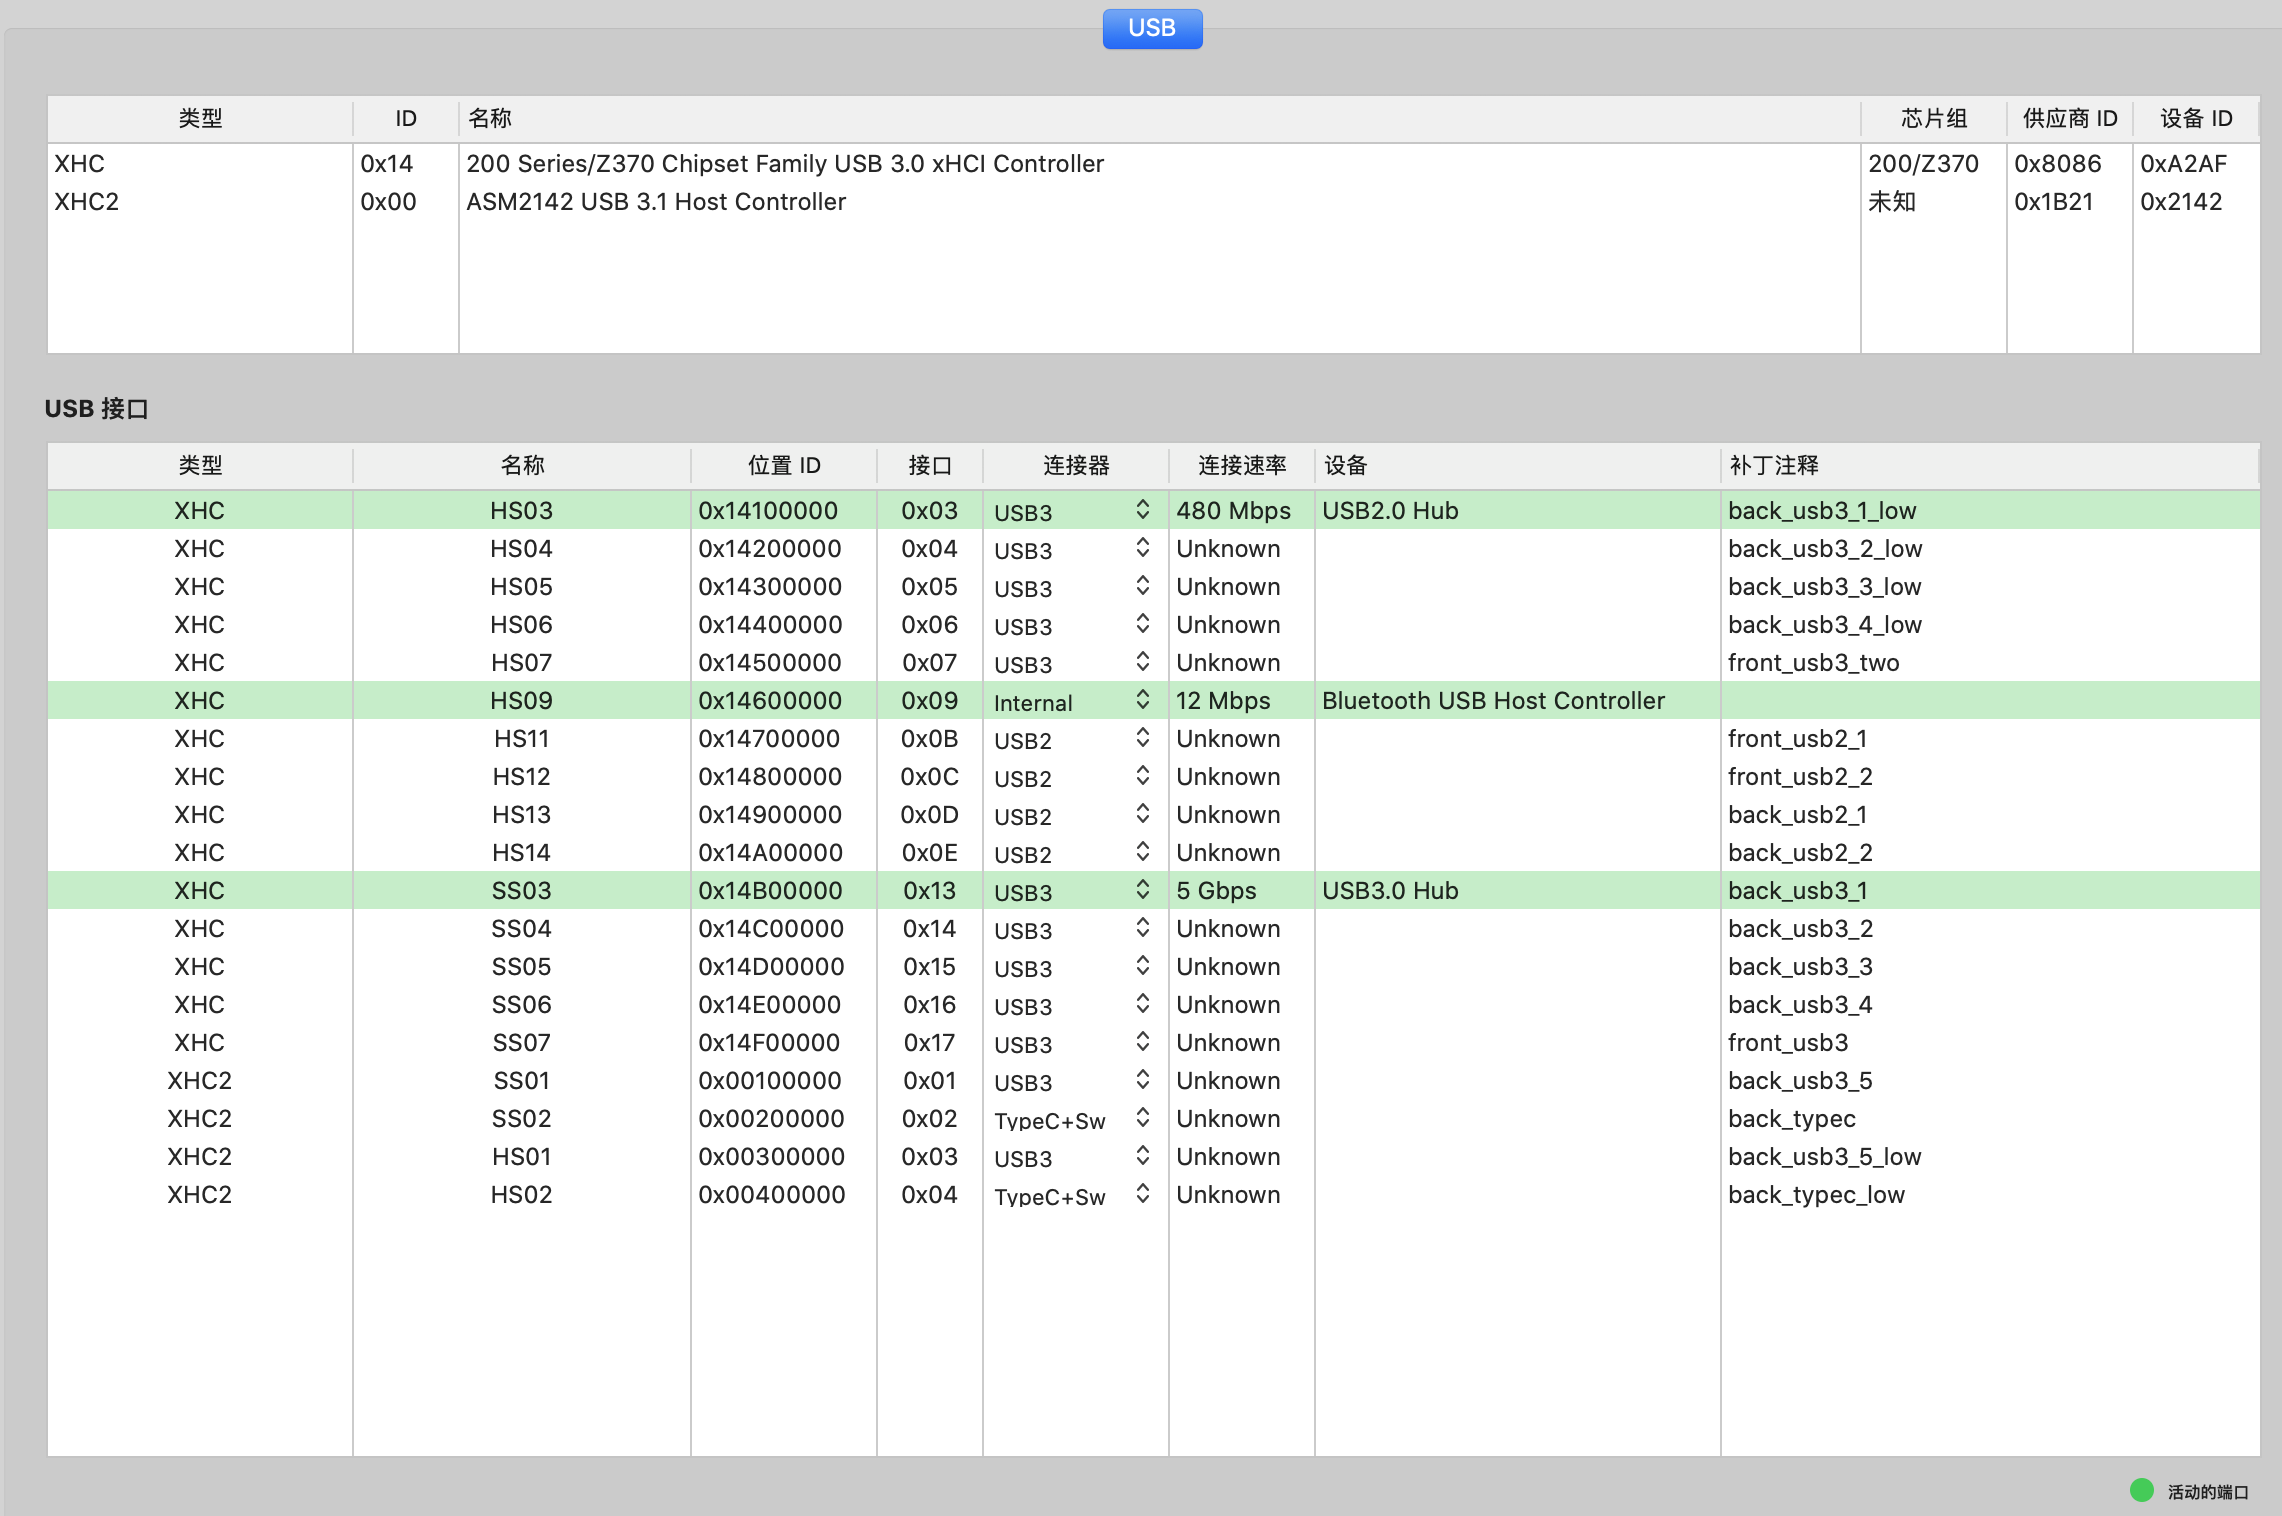 USB
类型 ID 名称 芯片组 供应商 ID 设备 ID
XHC 0x14 200 Series/Z370 Chipset Family USB 3.0 xHCI Controller 200/Z370 0x8086 0xA2AF
XHC2 0x00 ASM2142 USB 3.1 Host Controller 未知 0x1B21 0x2142
USB 接口
类型 名称 位置 ID 接口 连接器 连接速率 设备 补丁注释
XHC HS03 0x14100000 0x03 USB3 480 Mbps USB2.0 Hub back_usb3_1_low
XHC HS04 0x14200000 0x04 USB3 Unknown back_usb3_2_low
XHC HS05 0x14300000 0x05 USB3 Unknown back_usb3_3_low
XHC HS06 0x14400000 0x06 USB3 Unknown back_usb3_4_low
XHC HS07 0x14500000 0x07 USB3 Unknown front_usb3_two
XHC HS09 0x14600000 0x09 Internal 12 Mbps Bluetooth USB Host Controller
XHC HS11 0x14700000 0x0B USB2 Unknown front_usb2_1
XHC HS12 0x14800000 0x0C USB2 Unknown front_usb2_2
XHC HS13 0x14900000 0x0D USB2 Unknown back_usb2_1
XHC HS14 0x14A00000 0x0E USB2 Unknown back_usb2_2
XHC SS03 0x14B00000 0x13 USB3 5 Gbps USB3.0 Hub back_usb3_1
XHC SS04 0x14C00000 0x14 USB3 Unknown back_usb3_2
XHC SS05 0x14D00000 0x15 USB3 Unknown back_usb3_3
XHC SS06 0x14E00000 0x16 USB3 Unknown back_usb3_4
XHC SS07 0x14F00000 0x17 USB3 Unknown front_usb3
XHC2 SS01 0x00100000 0x01 USB3 Unknown back_usb3_5
XHC2 SS02 0x00200000 0x02 TypeC+Sw Unknown back_typec
XHC2 HS01 0x00300000 0x03 USB3 Unknown back_usb3_5_low
XHC2 HS02 0x00400000 0x04 TypeC+Sw Unknown back_typec_low
活动的端口